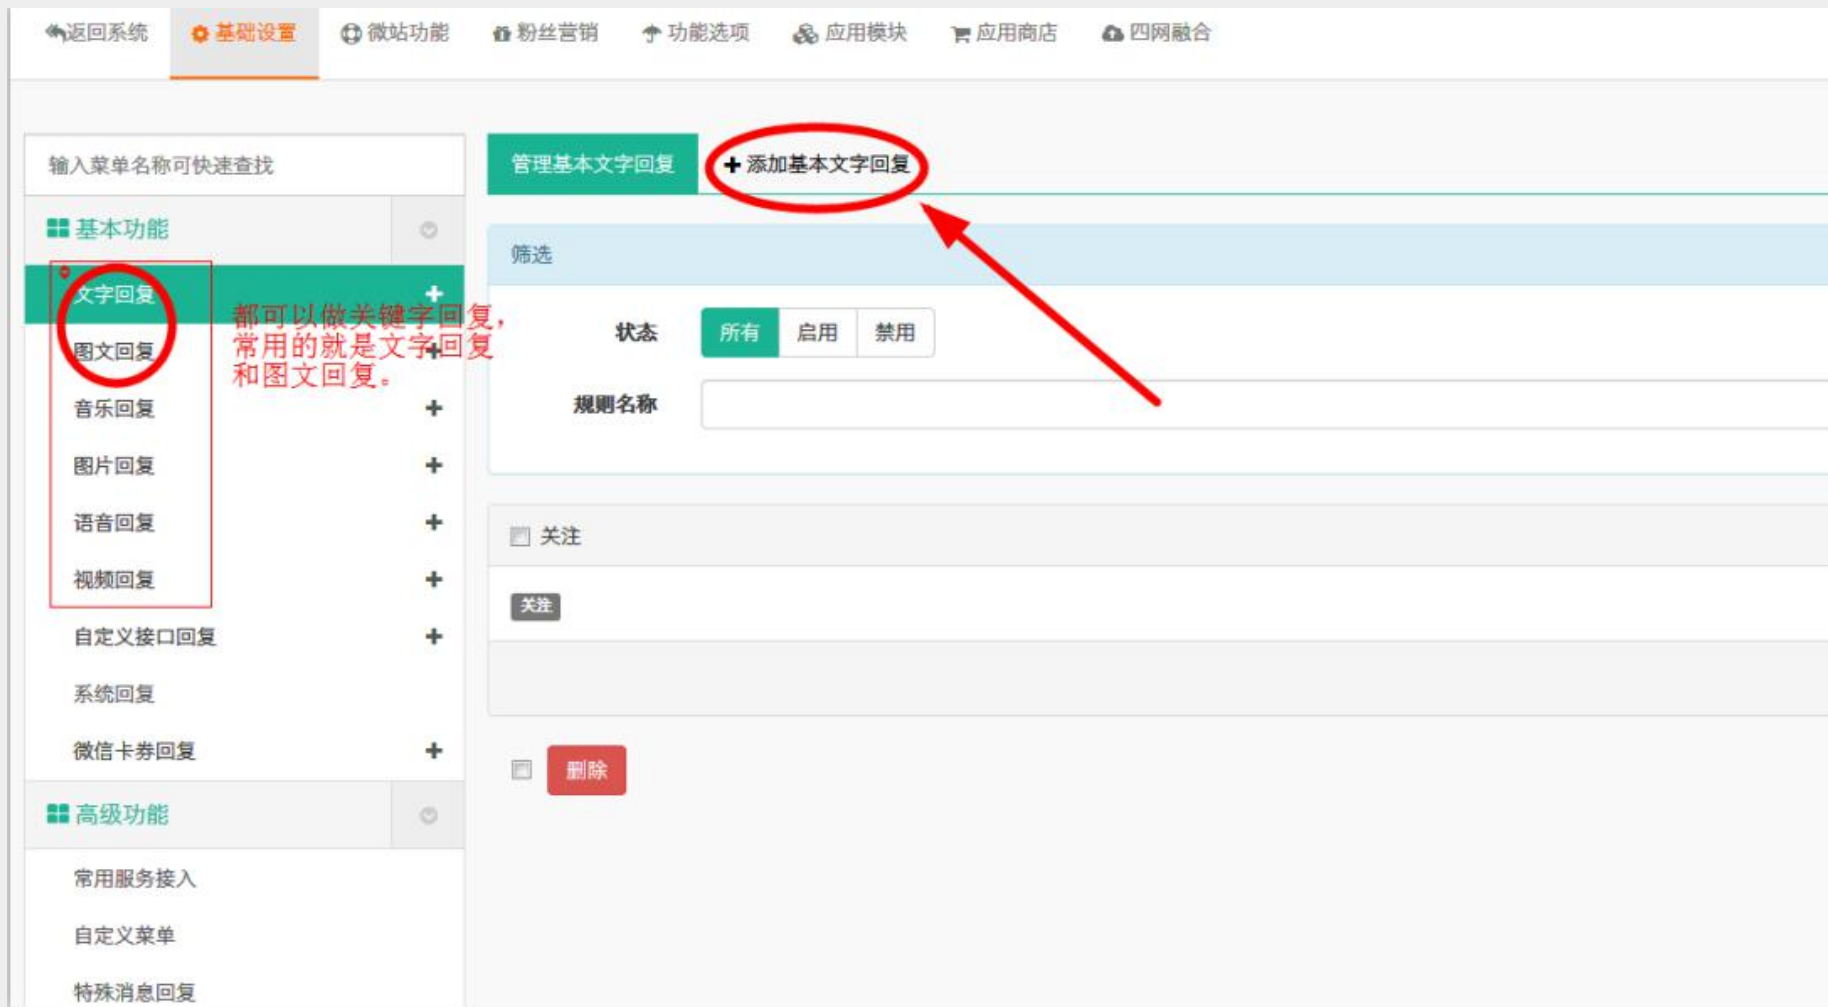 返回系统 基础设置 微站功能 粉丝营销 功能选项 应用模块 应用商店 四网融合
输入菜单名称可快速查找
管理基本文字回复 添加基本文字回复
基本功能
筛选
文字回复
都可以做关键字回复，
常用的就是文字回复
和图文回复。
状态 所有 启用 禁用
图文回复
规则名称
音乐回复
图片回复
语音回复
关注
视频回复
关注
自定义接口回复
系统回复
微信卡券回复
删除
高级功能
常用服务接入
自定义菜单
特殊消息回复